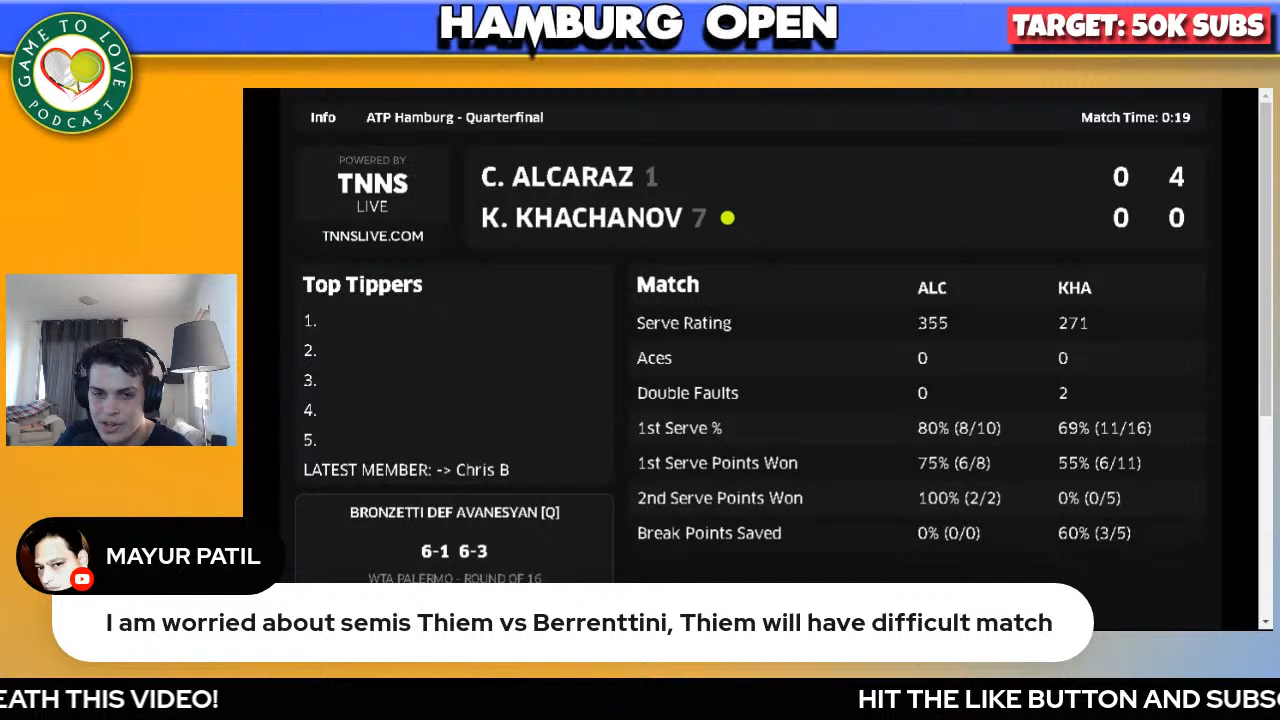 HAMBURG OPEN
TARGET: 50K SUBS
GAME TO LOVE
PODCAST
Info ATP Hamburg - Quarterfinal Match Time: 0:19
POWERED BY
TNNS
LIVE
TNNSLIVE.COM
C. ALCARAZ 1 0 4
K. KHACHANOV 7 0 0
Top Tippers
1.
2.
3.
4.
5.
LATEST MEMBER: -> Chris B
BRONZETTI DEF AVANESYAN [Q]
6-1 6-3
WTA PALERMO - ROUND OF 16
Match ALC KHA
Serve Rating 355 271
Aces 0 0
Double Faults 0 2
1st Serve % 80% (8/10) 69% (11/16)
1st Serve Points Won 75% (6/8) 55% (6/11)
2nd Serve Points Won 100% (2/2) 0% (0/5)
Break Points Saved 0% (0/0) 60% (3/5)
MAYUR PATIL
I am worried about semis Thiem vs Berrenttini, Thiem will have difficult match
EATH THIS VIDEO! HIT THE LIKE BUTTON AND SUBS